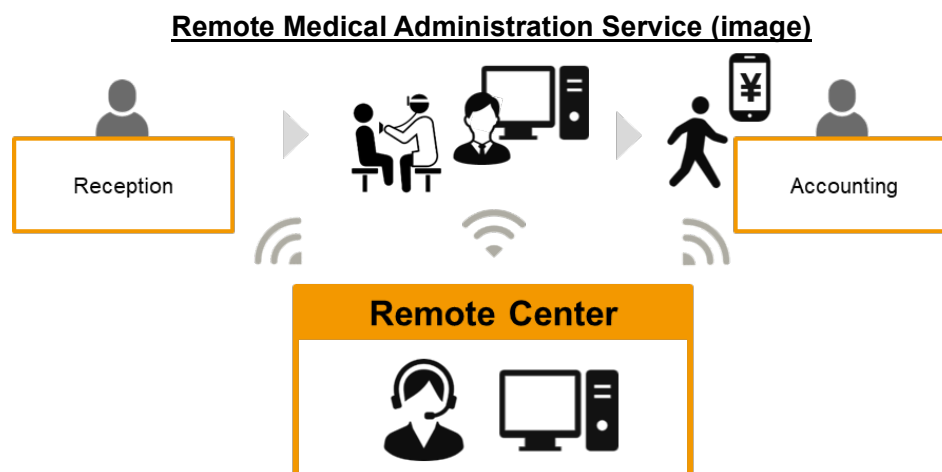 Remote Medical Administration Service (image)
¥
Reception
Accounting
Remote Center